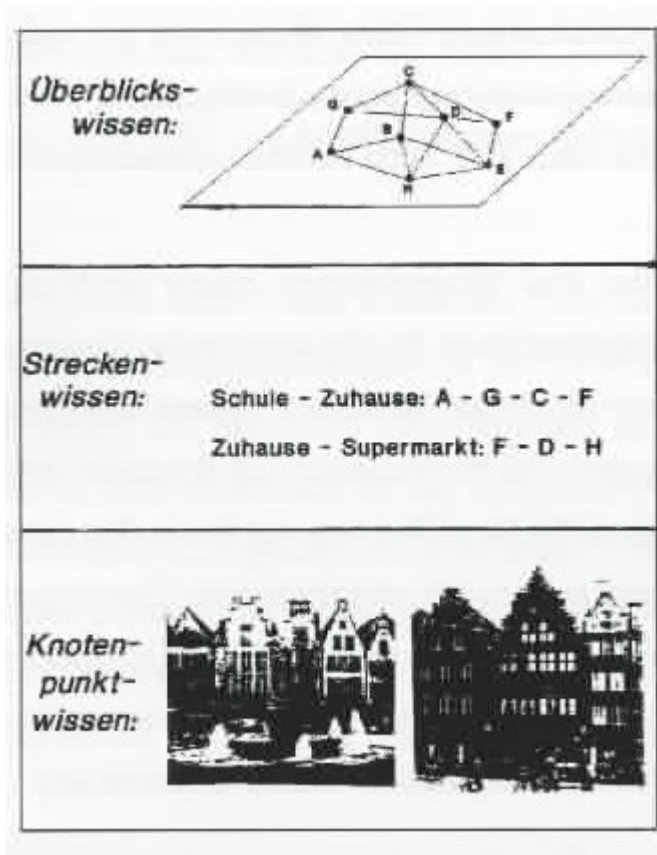 Überblicks-
wissen:
C
G
D
F
B
A
E
H
Strecken-
wissen:
Schule - Zuhause: A - G - C - F
Zuhause - Supermarkt: F - D - H
Knoten-
punkt-
wissen: